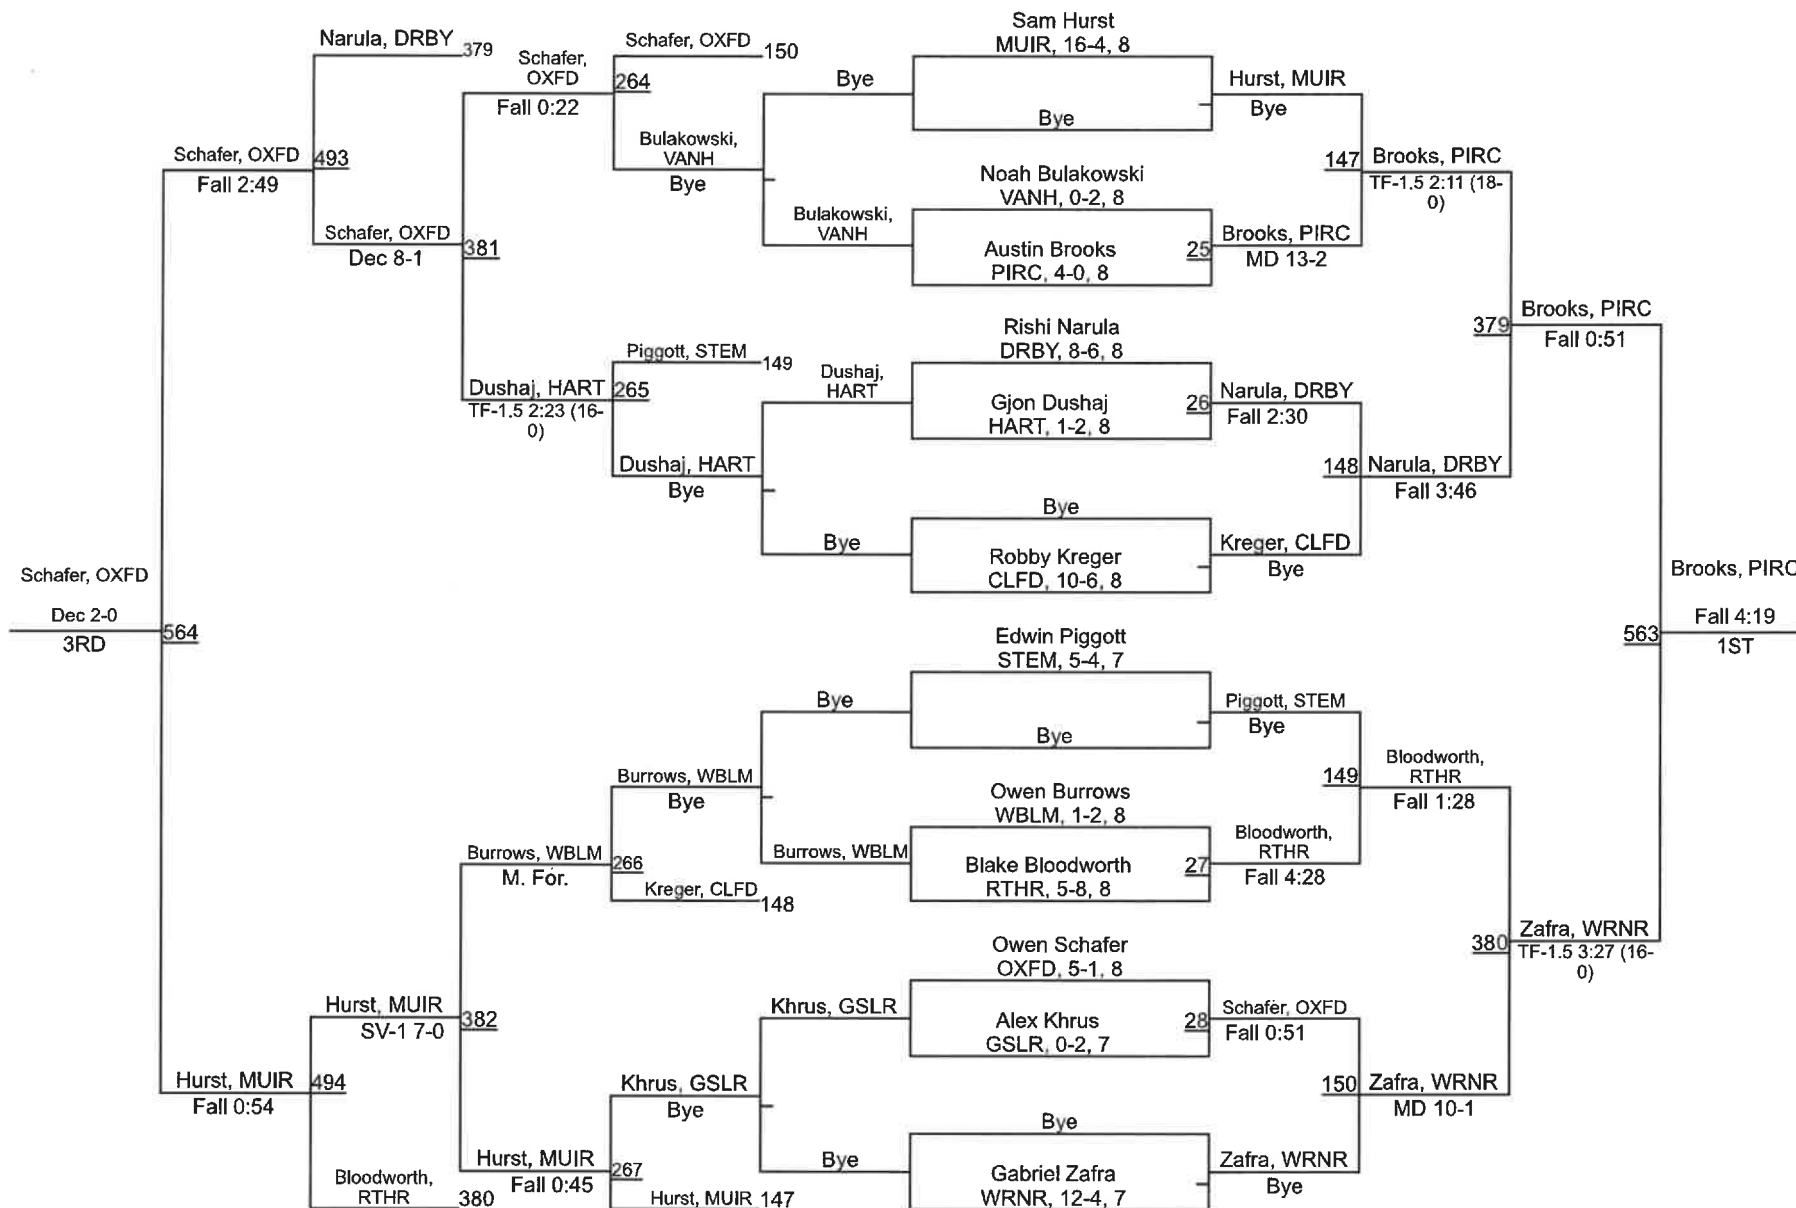 Sam Hurst
MUIR, 16-4, 8
Narula, DRBY 379
Schafer, OXFD 150
Schafer,
OXFD
264
Fall 0:22
Bye
Hurst, MUIR
Bye
Bye
Bulakowski,
VANH
Bye
Schafer, OXFD 493
Fall 2:49
147 Brooks, PIRC
TF-1.5 2:11 (18-
0)
Noah Bulakowski
VANH, 0-2, 8
Bulakowski,
VANH
Schafer, OXFD 381
Dec 8-1
Austin Brooks
PIRC, 4-0, 8
25 Brooks, PIRC
MD 13-2
Rishi Narula
DRBY, 8-6, 8
379 Brooks, PIRC
Fall 0:51
Piggott, STEM 149
Dushaj,
HART
Dushaj, HART 265
TF-1.5 2:23 (16-
0)
Gjon Dushaj
HART, 1-2, 8
26 Narula, DRBY
Fall 2:30
Dushaj, HART
Bye
148 Narula, DRBY
Fall 3:46
Bye
Bye
Robby Kreger
CLFD, 10-6, 8
Kreger, CLFD
Bye
Schafer, OXFD
Dec 2-0
3RD
564
Brooks, PIRC
563
Fall 4:19
1ST
Edwin Piggott
STEM, 5-4, 7
Bye
Piggott, STEM
Bye
Bye
Burrows, WBLM
Bye
149
Bloodworth,
RTHR
Fall 1:28
Owen Burrows
WBLM, 1-2, 8
Burrows, WBLM
Blake Bloodworth
RTHR, 5-8, 8
27
Bloodworth,
RTHR
Fall 4:28
Burrows, WBLM 266
M. For.
Kreger, CLFD 148
Owen Schafer
OXFD, 5-1, 8
380 Zafra, WRNR
TF-1.5 3:27 (16-
0)
Hurst, MUIR 382
SV-1 7-0
Khrus, GSLR
Alex Khrus
GSLR, 0-2, 7
28
Schafer, OXFD
Fall 0:51
Hurst, MUIR 494
Fall 0:54
Khrus, GSLR
Bye
150 Zafra, WRNR
MD 10-1
Bye
Bye
Gabriel Zafra
WRNR, 12-4, 7
Zafra, WRNR
Bye
Hurst, MUIR 267
Fall 0:45
Bloodworth,
RTHR 380
Hurst, MUIR 147